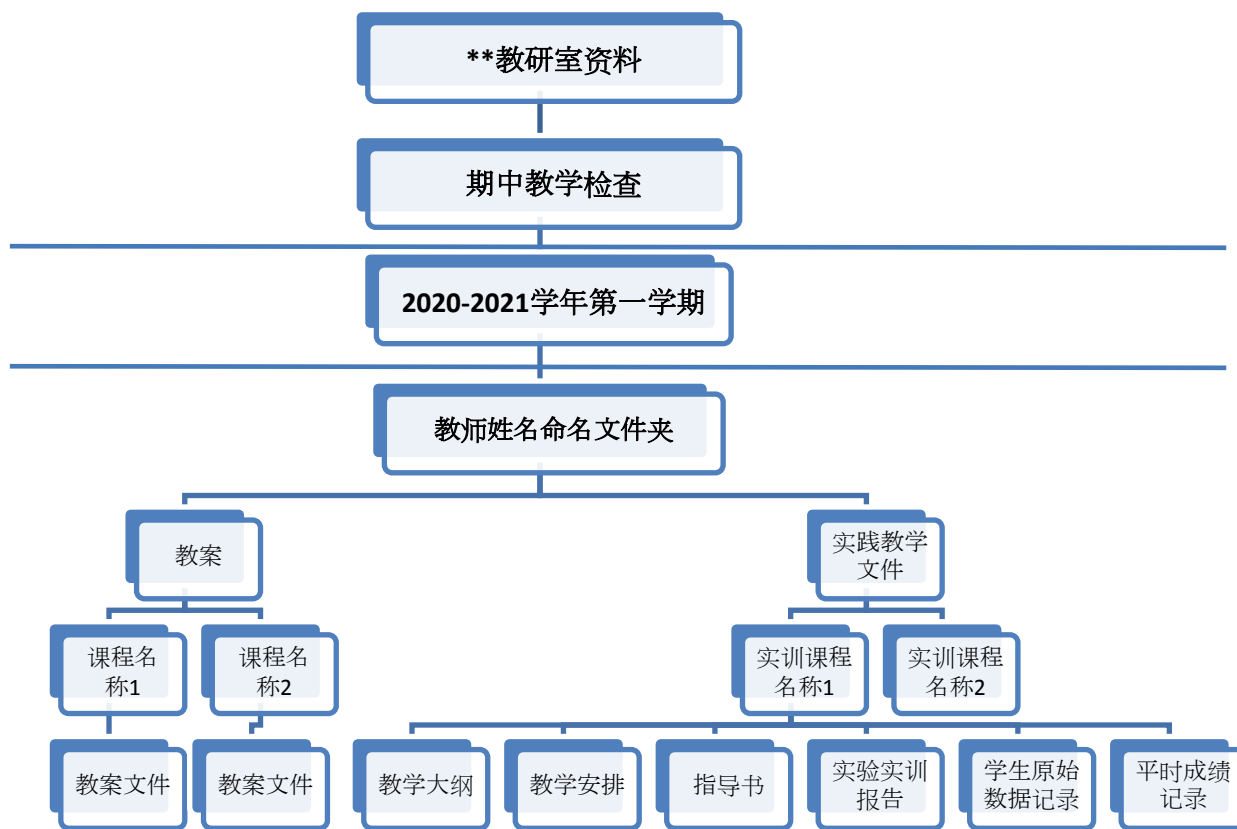 **教研室资料
期中教学检查
2020-2021学年第一学期
教师姓名命名文件夹
教案
实践教学
文件
课程名
称1
课程名
称2
实训课程
名称1
实训课程
名称2
教案文件
教案文件
教学大纲
教学安排
指导书
实验实训
报告
学生原始
数据记录
平时成绩
记录